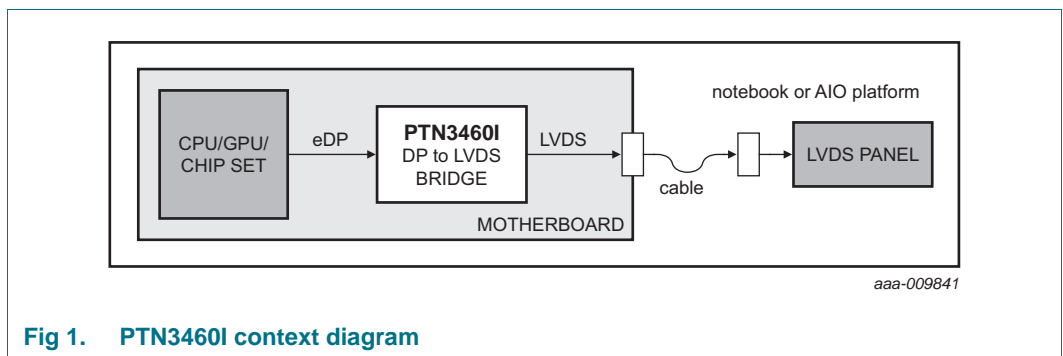 notebook or AIO platform
CPU/GPU/
CHIP SET
eDP
PTN3460I
DP to LVDS
BRIDGE
LVDS
MOTHERBOARD
cable
LVDS PANEL
aaa-009841
Fig 1. PTN3460I context diagram